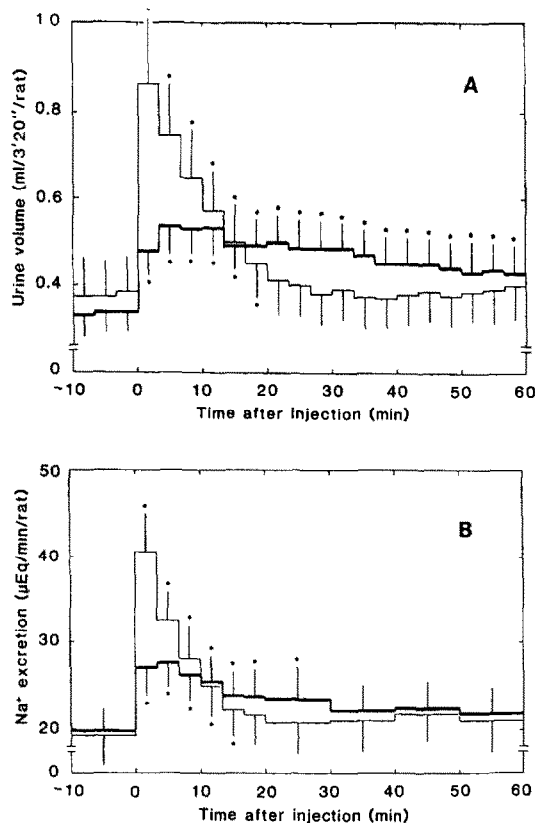 1 0
0.8
0.6
0.4
0
Urine volume (ml/3'20''/rat)
A
-10 0 10 20 30 40 50 60
Time after injection (min)
50
40
30
20
0
Na⁺ excretion (µEq/min/rat)
B
-10 0 10 20 30 40 50 60
Time after injection (min)